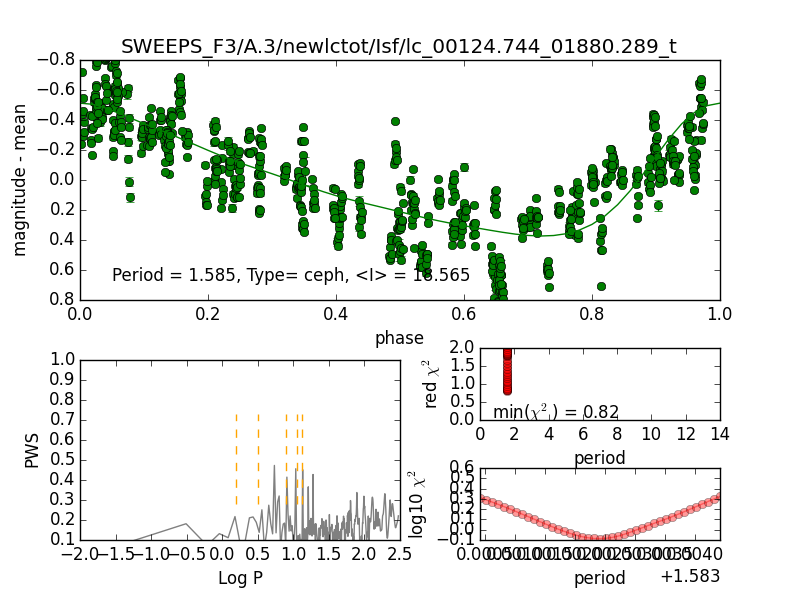 SWEEPS_F3/A.3/newlctot/Isf/lc_00124.744_01880.289_t
−0.8
−0.6
−0.4
−0.2
0.0
0.2
0.4
0.6
0.8
magnitude - mean
Period = 1.585, Type= ceph, <I> = 18.565
0.0 0.2 0.4 0.6 0.8 1.0
phase
1.0
0.9
0.8
0.7
0.6
0.5
0.4
0.3
0.2
0.1
PWS
−2.0 −1.5 −1.0 −0.5 0.0 0.5 1.0 1.5 2.0 2.5
Log P
2.0
1.5
1.0
0.5
0.0
red χ²
min(χ²) = 0.82
0 2 4 6 8 10 12 14
period
0.6
0.5
0.4
0.3
0.2
0.1
0.0
−0.1
log10 χ²
period
+1.583